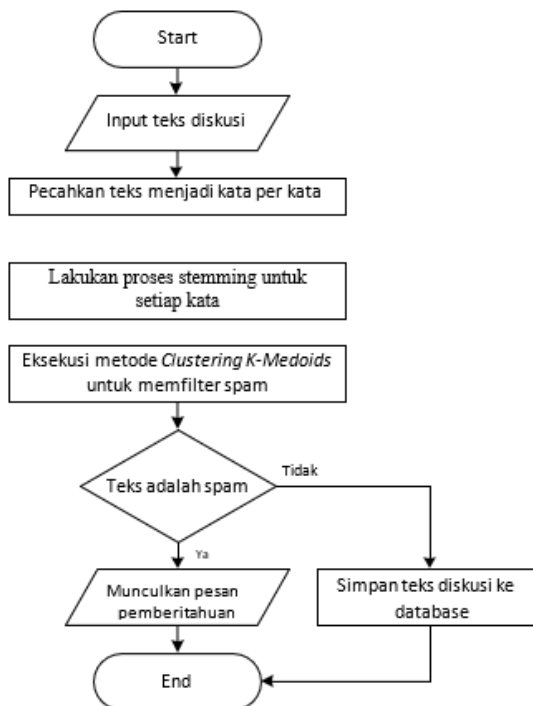 Start
Input teks diskusi
Pecahkan teks menjadi kata per kata
Lakukan proses stemming untuk
setiap kata
Eksekusi metode Clustering K-Medoids
untuk memfilter spam
Teks adalah spam
Tidak
Ya
Munculkan pesan
pemberitahuan
Simpan teks diskusi ke
database
End